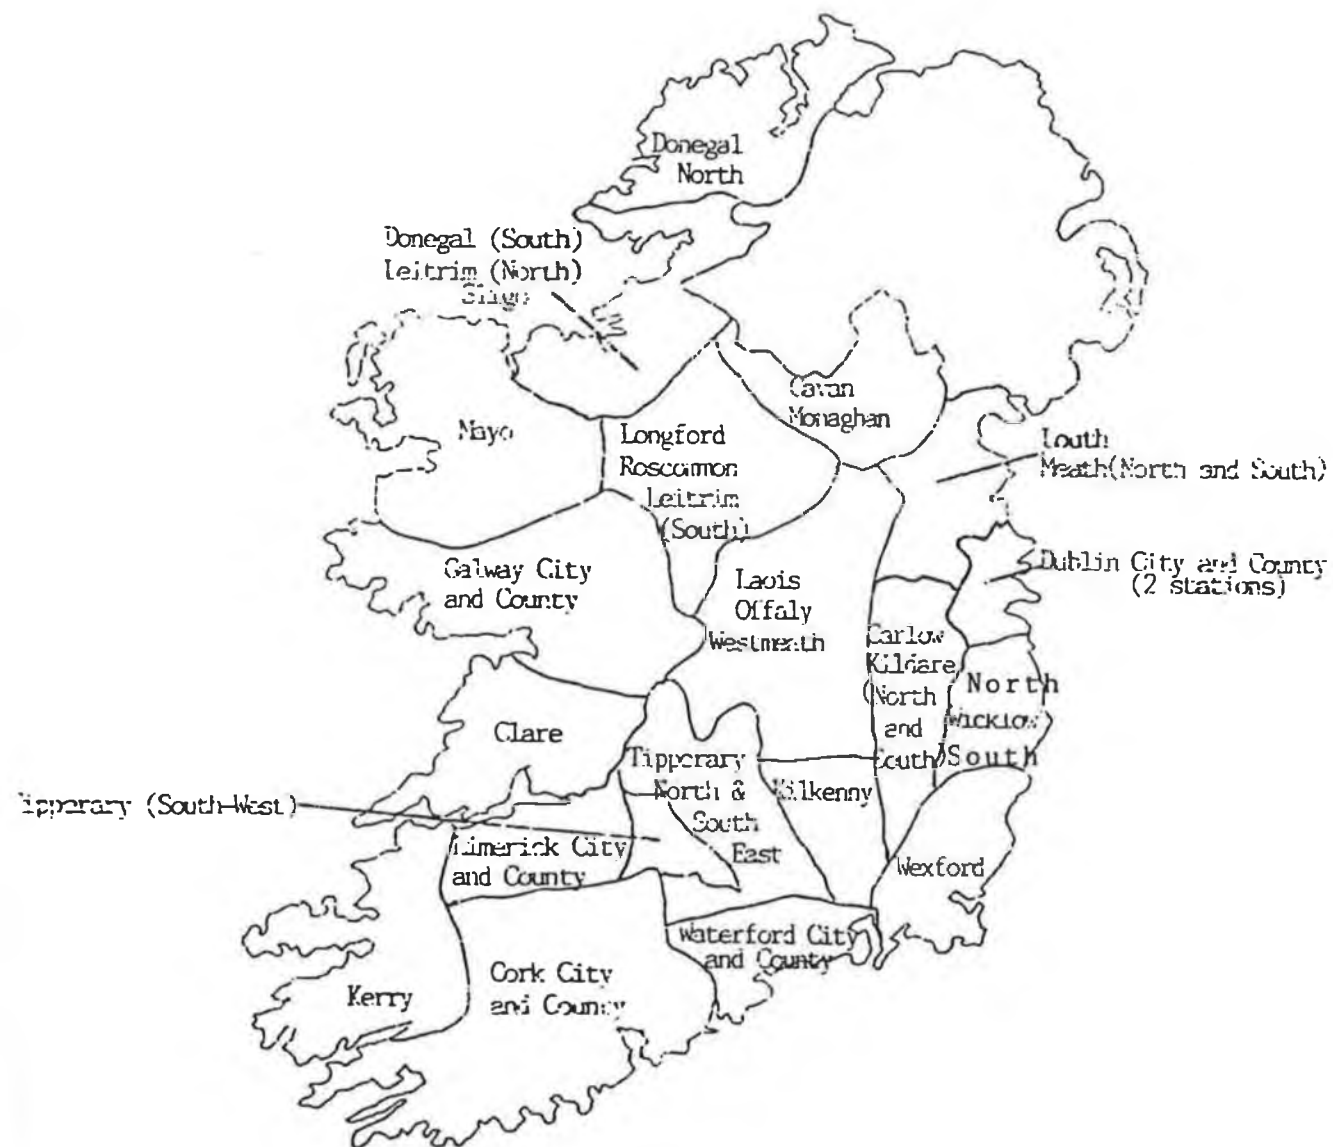 Donegal
North
Donegal (South)
Leitrim (North)
Sligo
Cavan
Monaghan
Mayo
Longford
Roscommon
Leitrim
(South)
Louth
Meath(North and South)
Galway City
and County
Laois
Offaly
Westmeath
Dublin City and County
(2 stations)
Carlow
Kildare
(North
and
South)
North
Wicklow
South
Clare
Tipperary
North &
South
East
Kilkenny
Tipperary (South-West)
Limerick City
and County
Wexford
Waterford City
and County
Cork City
and County
Kerry